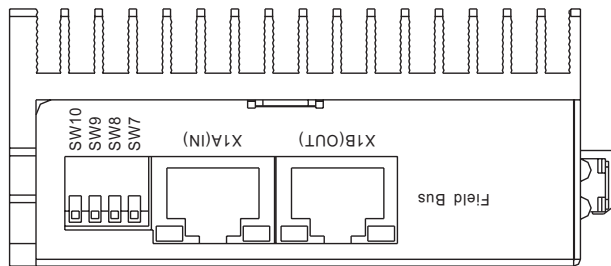 SW10
SW9
SW8
SW7
X1A(IN)
X1B(OUT)
Field Bus